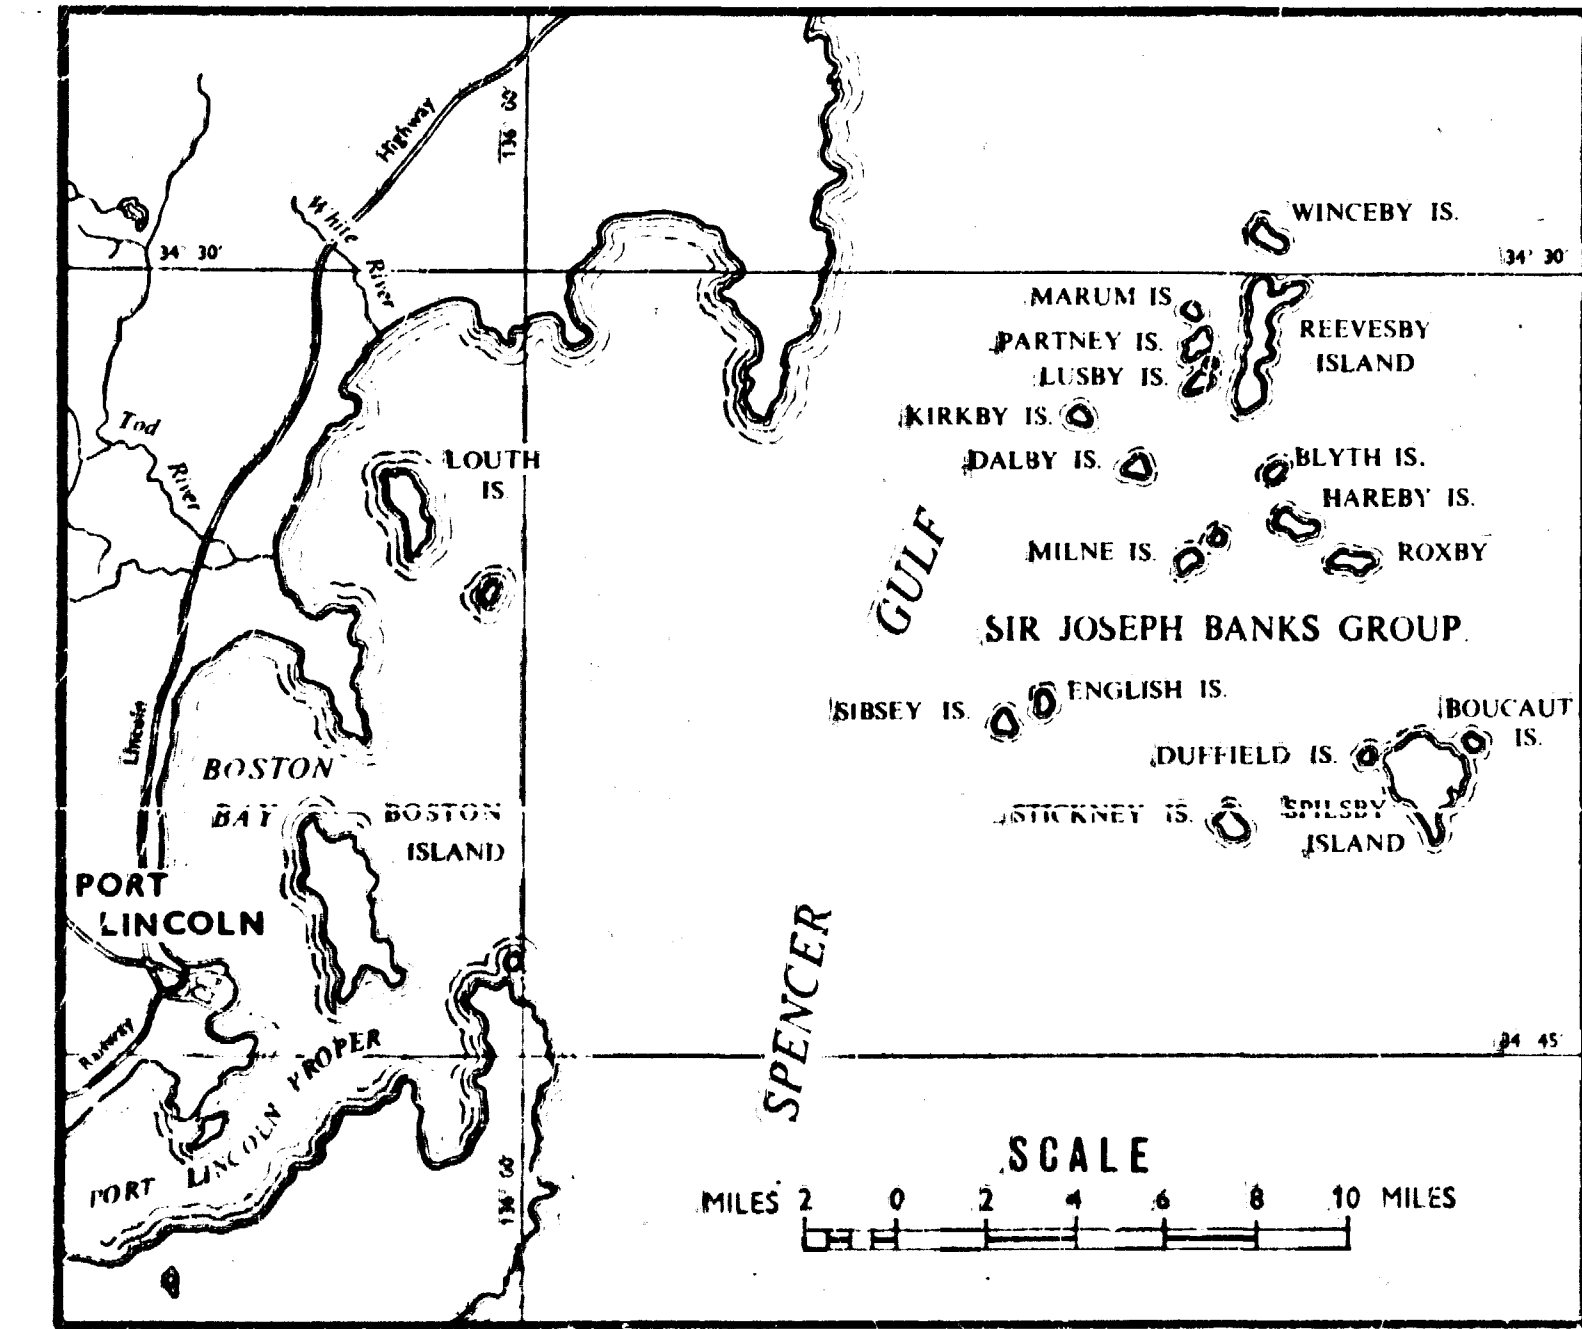 Highway
136° 00'
White
River
WINCEBY IS.
34° 30'
34° 30'
MARUM IS.
PARTNEY IS.
REEVESBY
ISLAND
LUSBY IS.
KIRKBY IS.
Tod
River
LOUTH
IS.
DALBY IS.
BLYTH IS.
HAREBY IS.
MILNE IS.
ROXBY
GULF
SIR JOSEPH BANKS GROUP.
ENGLISH IS.
SIBSEY IS.
BOUCAUT
IS.
Lincoln
BOSTON
BAY
DUFFIELD IS.
BOSTON
ISLAND
STICKNEY IS.
SPILSBY
ISLAND
PORT
LINCOLN
SPENCER
Railway
PORT LINCOLN PROPER
34° 45'
136° 00'
SCALE
MILES 2 0 2 4 6 8 10 MILES